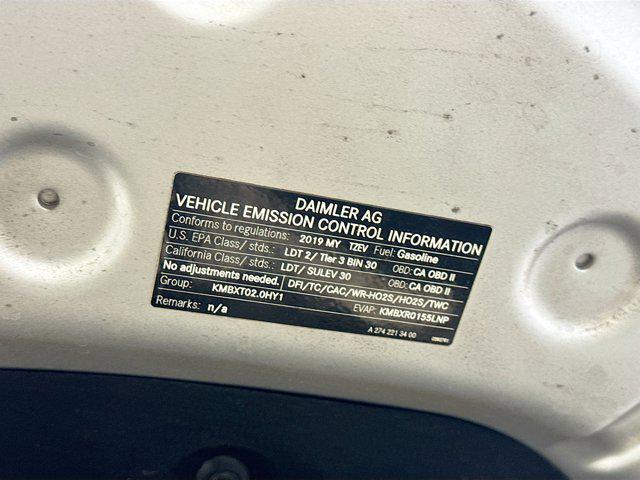 DAIMLER AG
VEHICLE EMISSION CONTROL INFORMATION
Conforms to regulations: 2019 MY TZEV Fuel: Gasoline
U.S. EPA Class/ stds.: LDT 2/ Tier 3 BIN 30 OBD: CA OBD II
California Class/ stds.: LDT/ SULEV 30 OBD: CA OBD II
No adjustments needed. DFI/TC/CAC/WR-HO2S/HO2S/TWC
Group: KMBXT02.0HY1 EVAP: KMBXR0155LNP
Remarks: n/a
A 274 221 34 00